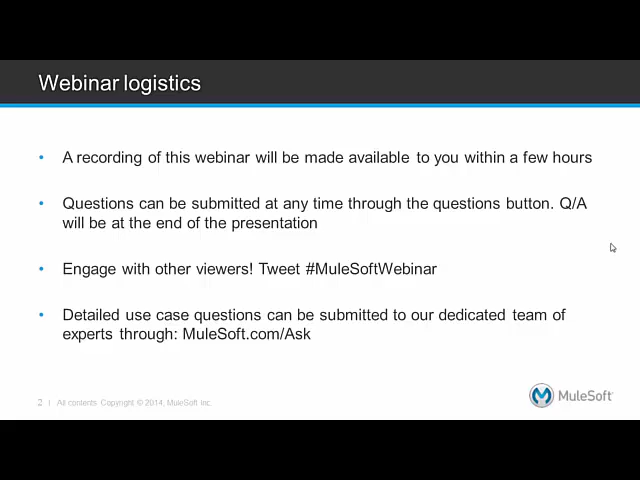 Webinar logistics
• A recording of this webinar will be made available to you within a few hours
• Questions can be submitted at any time through the questions button. Q/A
will be at the end of the presentation
• Engage with other viewers! Tweet #MuleSoftWebinar
• Detailed use case questions can be submitted to our dedicated team of
experts through: MuleSoft.com/Ask
2 | All contents Copyright © 2014, MuleSoft Inc.
MuleSoft